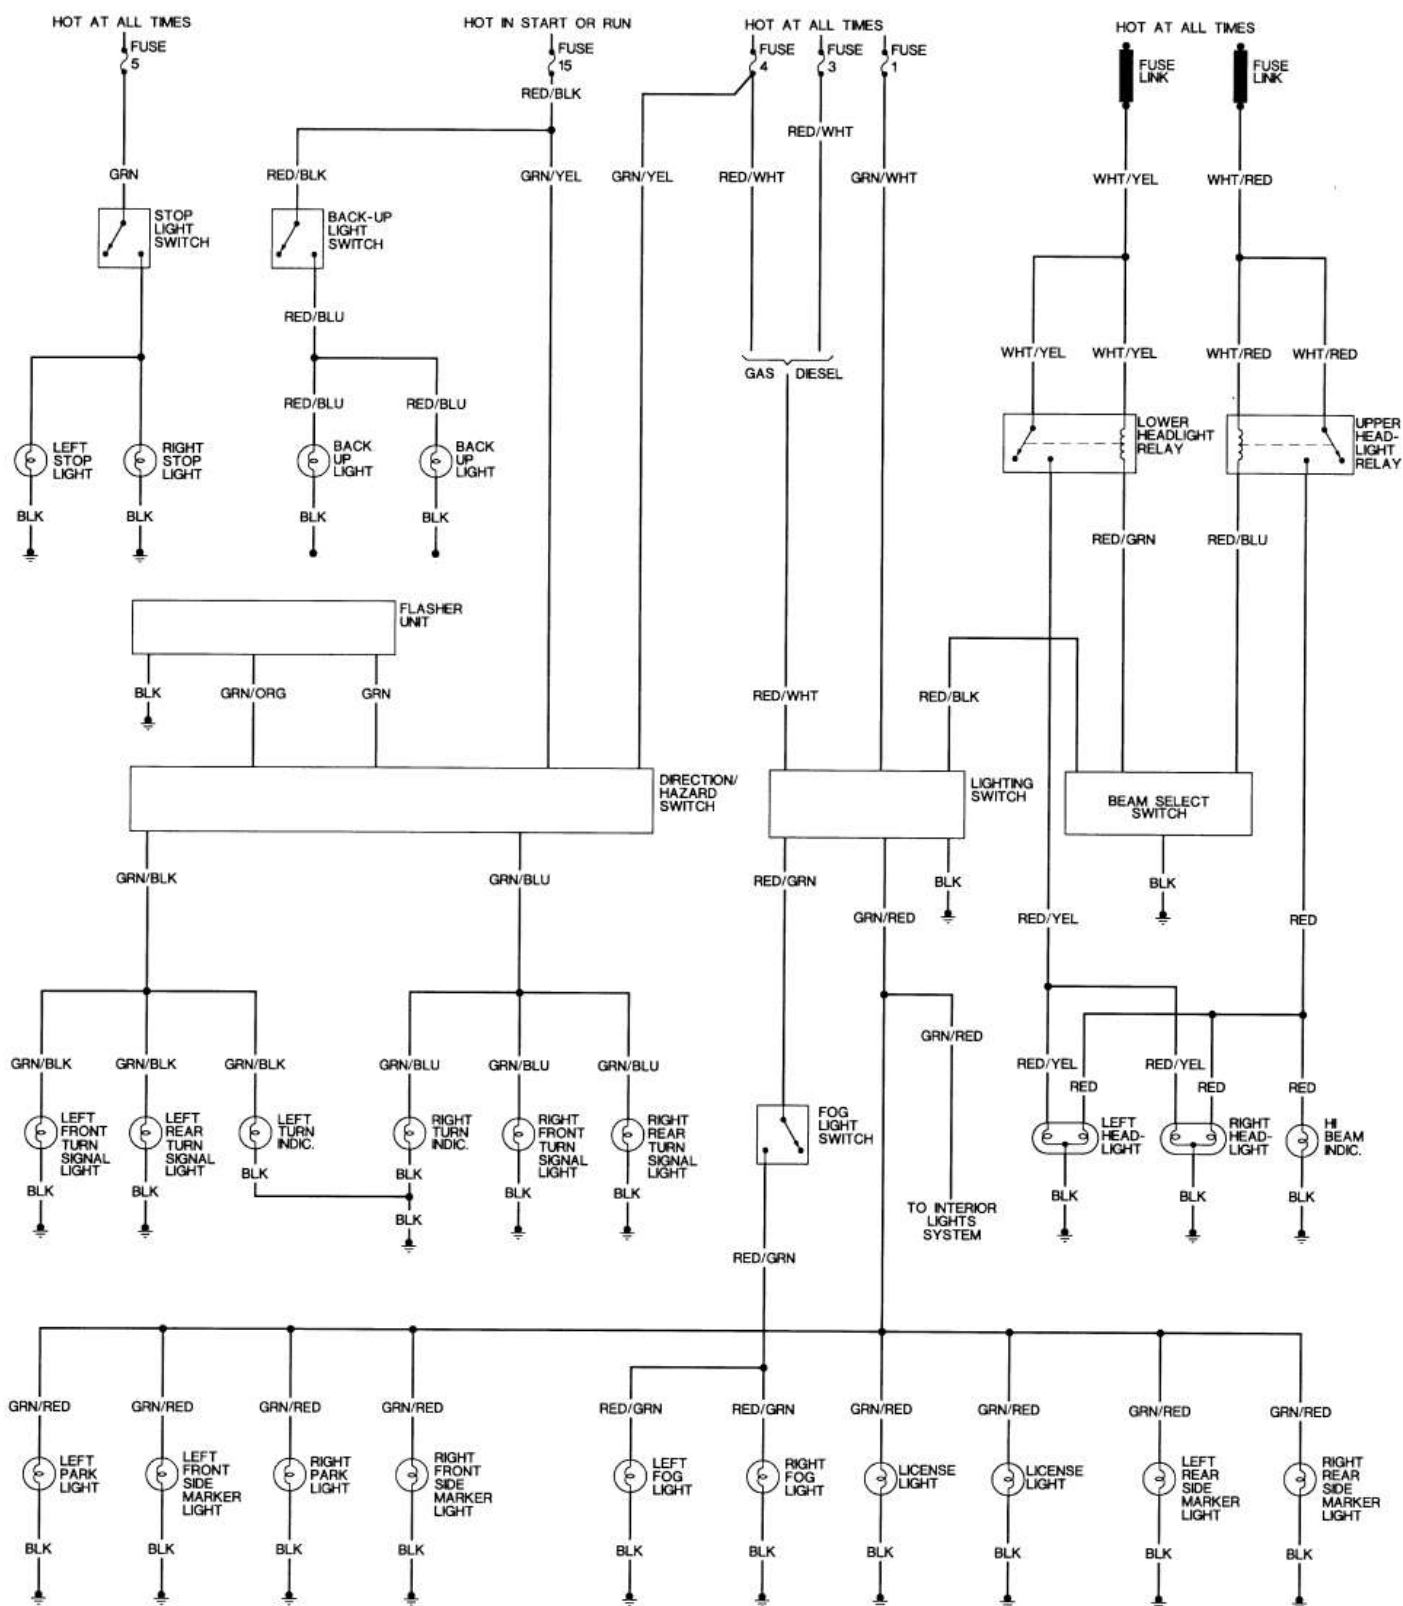 HOT AT ALL TIMES
HOT IN START OR RUN
HOT AT ALL TIMES
HOT AT ALL TIMES
FUSE
5
FUSE
15
FUSE
4
FUSE
3
FUSE
1
FUSE
LINK
FUSE
LINK
RED/BLK
RED/WHT
GRN
RED/BLK
GRN/YEL
GRN/YEL
RED/WHT
GRN/WHT
WHT/YEL
WHT/RED
STOP
LIGHT
SWITCH
BACK-UP
LIGHT
SWITCH
RED/BLU
WHT/YEL
WHT/YEL
WHT/RED
WHT/RED
GAS
DIESEL
RED/BLU
RED/BLU
LEFT
STOP
LIGHT
RIGHT
STOP
LIGHT
BACK
UP
LIGHT
BACK
UP
LIGHT
LOWER
HEADLIGHT
RELAY
UPPER
HEAD-
LIGHT
RELAY
BLK
BLK
BLK
BLK
RED/GRN
RED/BLU
FLASHER
UNIT
BLK
GRN/ORG
GRN
RED/WHT
RED/BLK
DIRECTION/
HAZARD
SWITCH
LIGHTING
SWITCH
BEAM SELECT
SWITCH
GRN/BLK
GRN/BLU
RED/GRN
GRN/RED
BLK
BLK
RED/YEL
RED
GRN/BLK
GRN/BLK
GRN/BLK
GRN/BLU
GRN/BLU
GRN/BLU
GRN/RED
RED/YEL
RED
RED/YEL
RED
RED
LEFT
FRONT
TURN
SIGNAL
LIGHT
LEFT
REAR
TURN
SIGNAL
LIGHT
LEFT
TURN
INDIC.
RIGHT
TURN
INDIC.
RIGHT
FRONT
TURN
SIGNAL
LIGHT
RIGHT
REAR
TURN
SIGNAL
LIGHT
FOG
LIGHT
SWITCH
LEFT
HEAD-
LIGHT
RIGHT
HEAD-
LIGHT
HI
BEAM
INDIC.
BLK
BLK
BLK
BLK
BLK
BLK
BLK
BLK
BLK
BLK
TO INTERIOR
LIGHTS
SYSTEM
RED/GRN
GRN/RED
GRN/RED
GRN/RED
GRN/RED
RED/GRN
RED/GRN
GRN/RED
GRN/RED
GRN/RED
GRN/RED
LEFT
PARK
LIGHT
LEFT
FRONT
SIDE
MARKER
LIGHT
RIGHT
PARK
LIGHT
RIGHT
FRONT
SIDE
MARKER
LIGHT
LEFT
FOG
LIGHT
RIGHT
FOG
LIGHT
LICENSE
LIGHT
LICENSE
LIGHT
LEFT
REAR
SIDE
MARKER
LIGHT
RIGHT
REAR
SIDE
MARKER
LIGHT
BLK
BLK
BLK
BLK
BLK
BLK
BLK
BLK
BLK
BLK